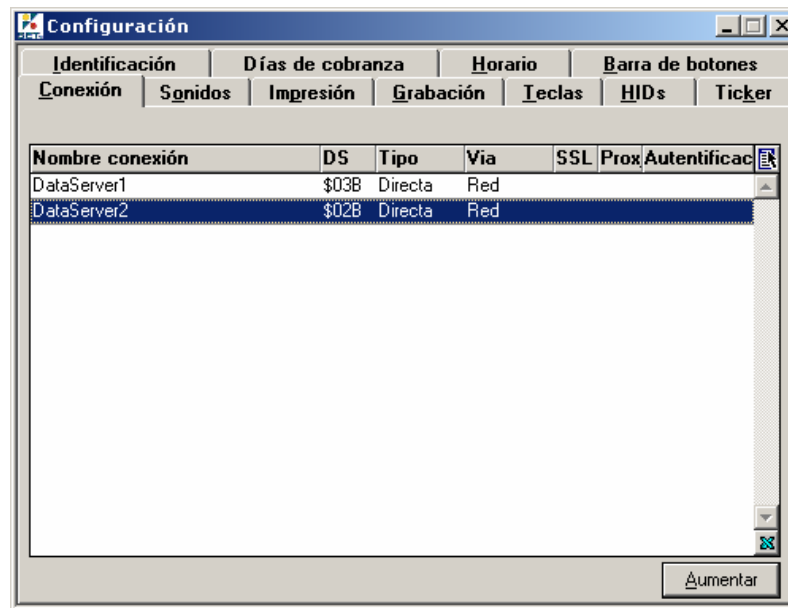 Configuración
Identificación Días de cobranza Horario Barra de botones
Conexión Sonidos Impresión Grabación Teclas HIDs Ticker
Nombre conexión DS Tipo Via SSL Prox Autentificac
DataServer1 $03B Directa Red
DataServer2 $02B Directa Red
Aumentar